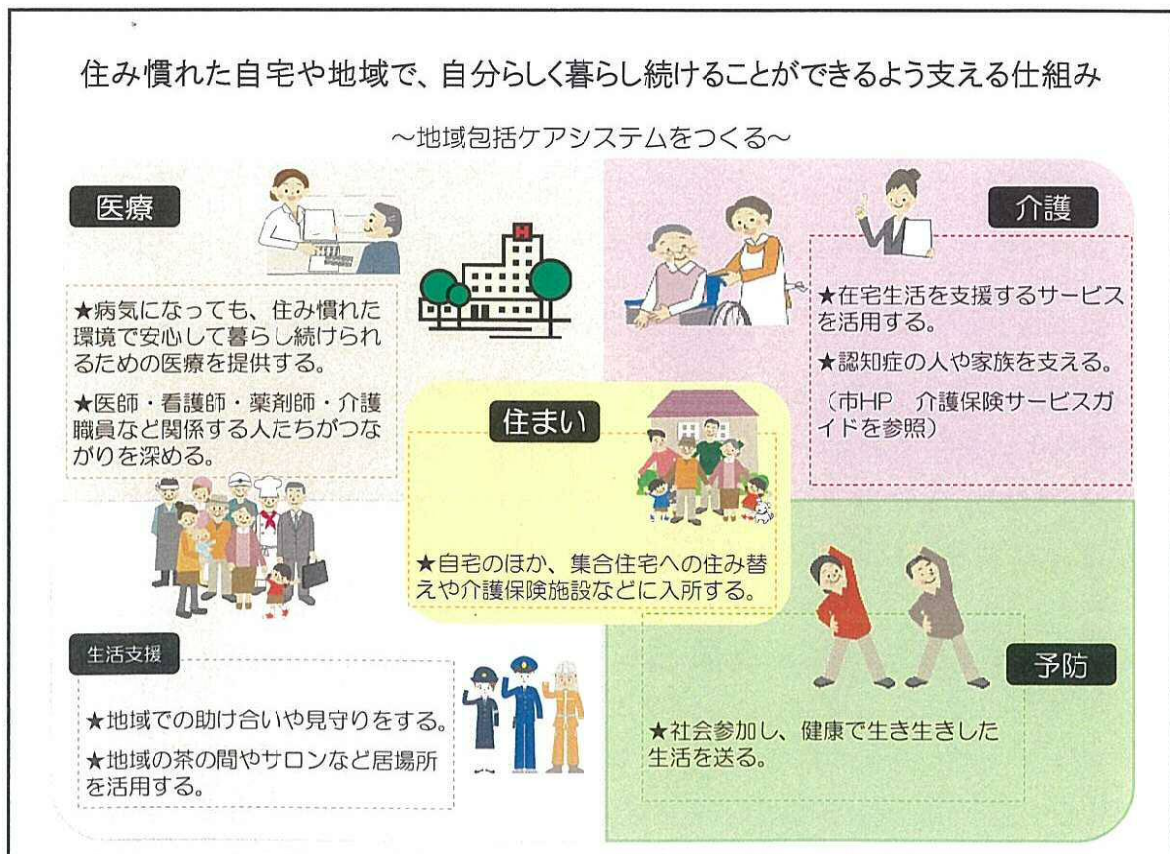 住み慣れた自宅や地域で、自分らしく暮らし続けることができるよう支える仕組み
～地域包括ケアシステムをつくる～
医療
★病気になっても、住み慣れた
環境で安心して暮らし続けられ
るための医療を提供する。
★医師・看護師・薬剤師・介護
職員など関係する人たちがつな
がりを深める。
H
介護
★在宅生活を支援するサービス
を活用する。
★認知症の人や家族を支える。
（市HP　介護保険サービスガ
イドを参照）
住まい
★自宅のほか、集合住宅への住み替
えや介護保険施設などに入所する。
生活支援
★地域での助け合いや見守りをする。
★地域の茶の間やサロンなど居場所
を活用する。
予防
★社会参加し、健康で生き生きした
生活を送る。